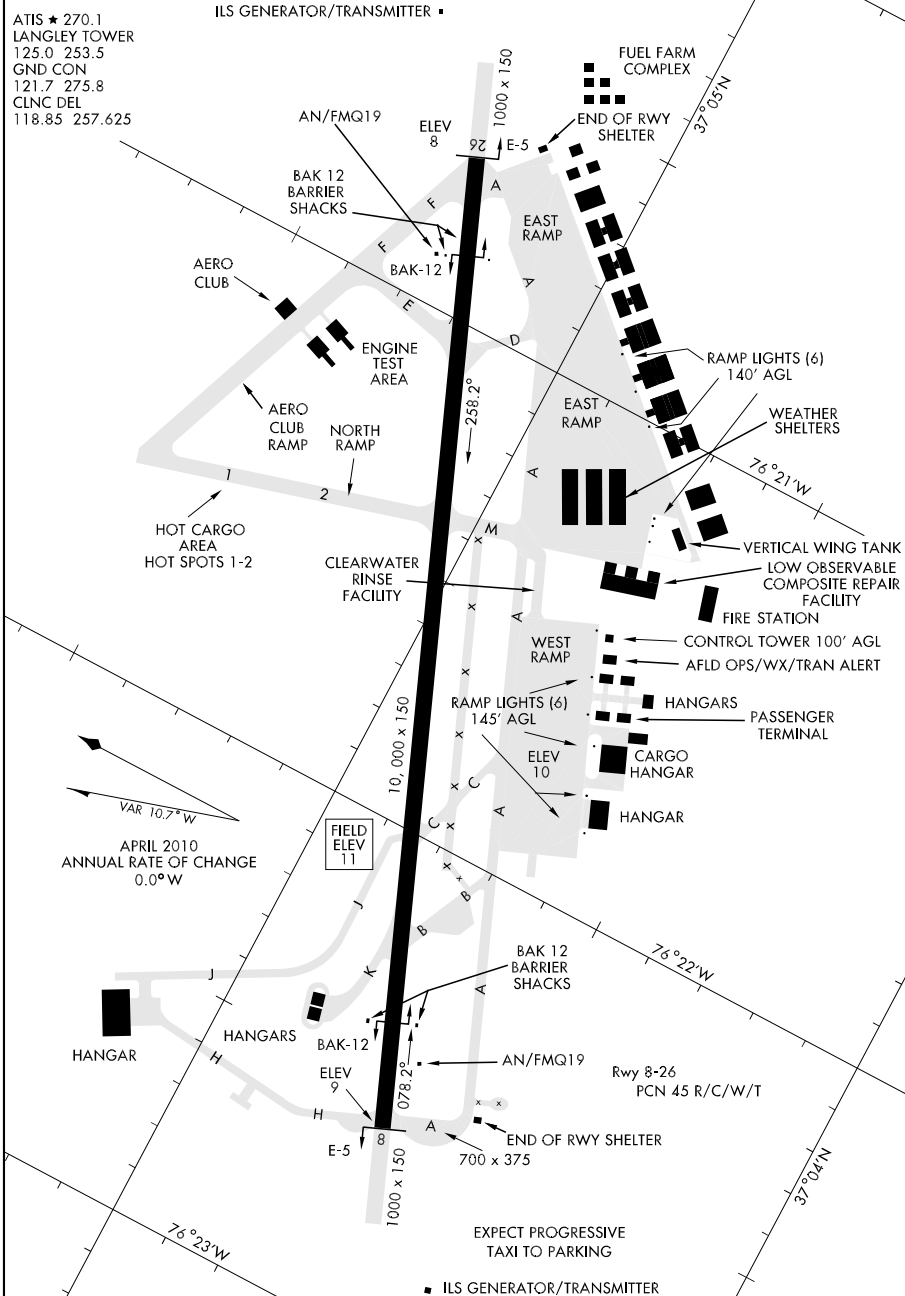 ILS GENERATOR/TRANSMITTER
ATIS ★ 270.1
LANGLEY TOWER
125.0 253.5
GND CON
121.7 275.8
CLNC DEL
118.85 257.625
1000 x 150
FUEL FARM
COMPLEX
37°05'N
AN/FMQ19
ELEV
8
26
E-5
END OF RWY
SHELTER
BAK 12
BARRIER
SHACKS
A
F
F
EAST
RAMP
BAK-12
AERO
CLUB
A
E
D
ENGINE
TEST
AREA
RAMP LIGHTS (6)
140' AGL
258.2°
AERO
CLUB
RAMP
NORTH
RAMP
EAST
RAMP
WEATHER
SHELTERS
A
76°21'W
1
2
M
HOT CARGO
AREA
HOT SPOTS 1-2
x
VERTICAL WING TANK
CLEARWATER
RINSE
FACILITY
LOW OBSERVABLE
COMPOSITE REPAIR
FACILITY
x
A
FIRE STATION
WEST
RAMP
CONTROL TOWER 100' AGL
x
AFLD OPS/WX/TRAN ALERT
x
RAMP LIGHTS (6)
145' AGL
HANGARS
PASSENGER
TERMINAL
10,000 x 150
x
ELEV
10
CARGO
HANGAR
VAR 10.7° W
x
C
C
A
HANGAR
APRIL 2010
ANNUAL RATE OF CHANGE
0.0° W
FIELD
ELEV
11
x
x
x
x
J
B
B
76°22'W
BAK 12
BARRIER
SHACKS
J
K
A
HANGAR
HANGARS
BAK-12
H
AN/FMQ19
ELEV
9
078.2°
Rwy 8-26
PCN 45 R/C/W/T
H
x x
A
8
E-5
END OF RWY SHELTER
700 x 375
1000 x 150
37°04'N
76°23'W
EXPECT PROGRESSIVE
TAXI TO PARKING
ILS GENERATOR/TRANSMITTER